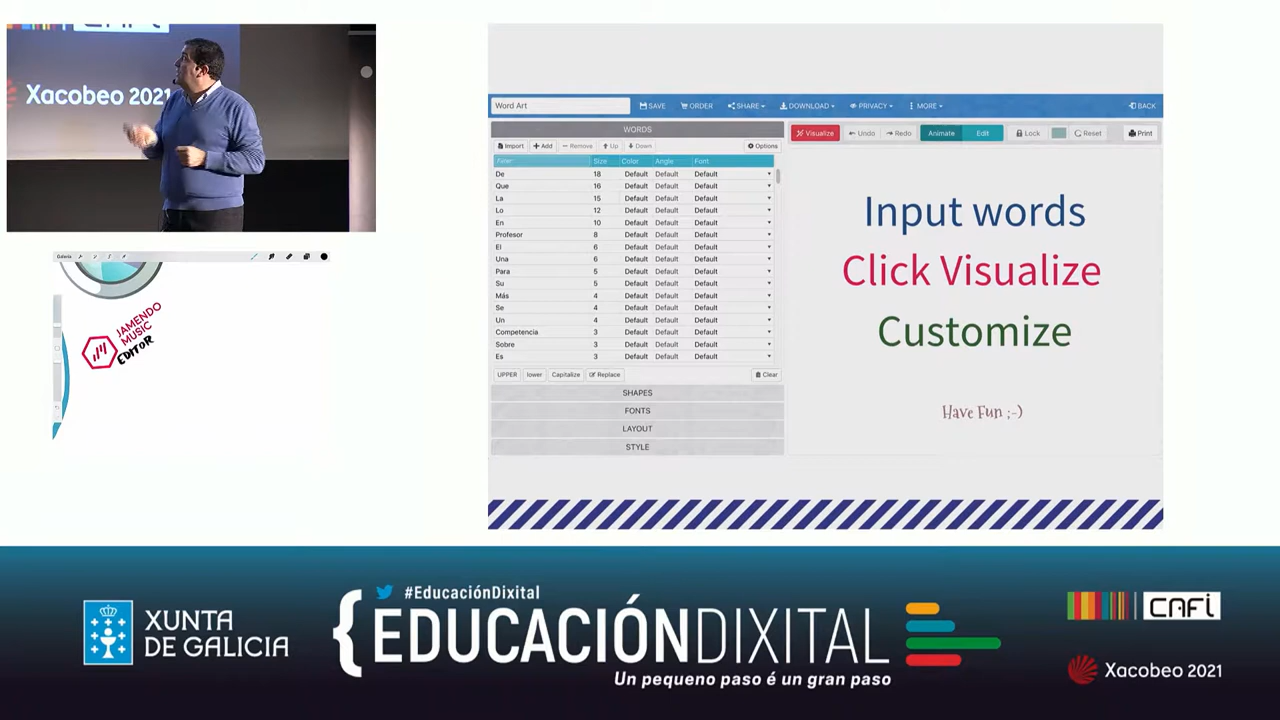 CAFi
Xacobeo 2021
Galería
JAMENDO
MUSIC
EDITOR
Word Art
SAVE
ORDER
SHARE
DOWNLOAD
PRIVACY
MORE
BACK
WORDS
Import
Add
Remove
Up
Down
Options
Filter
Size
Color
Angle
Font
De 18 Default Default Default
Que 16 Default Default Default
La 15 Default Default Default
Lo 12 Default Default Default
En 10 Default Default Default
Profesor 8 Default Default Default
El 6 Default Default Default
Una 6 Default Default Default
Para 5 Default Default Default
Su 5 Default Default Default
Más 4 Default Default Default
Se 4 Default Default Default
Un 4 Default Default Default
Competencia 3 Default Default Default
Sobre 3 Default Default Default
Es 3 Default Default Default
UPPER
lower
Capitalize
Replace
Clear
SHAPES
FONTS
LAYOUT
STYLE
Visualize
Undo
Redo
Animate
Edit
Lock
Reset
Print
Input words
Click Visualize
Customize
Have Fun ;-)
XUNTA
DE GALICIA
#EducaciónDixital
{EDUCACIÓNDIXITAL
Un pequeno paso é un gran paso
CAFi
Xacobeo 2021